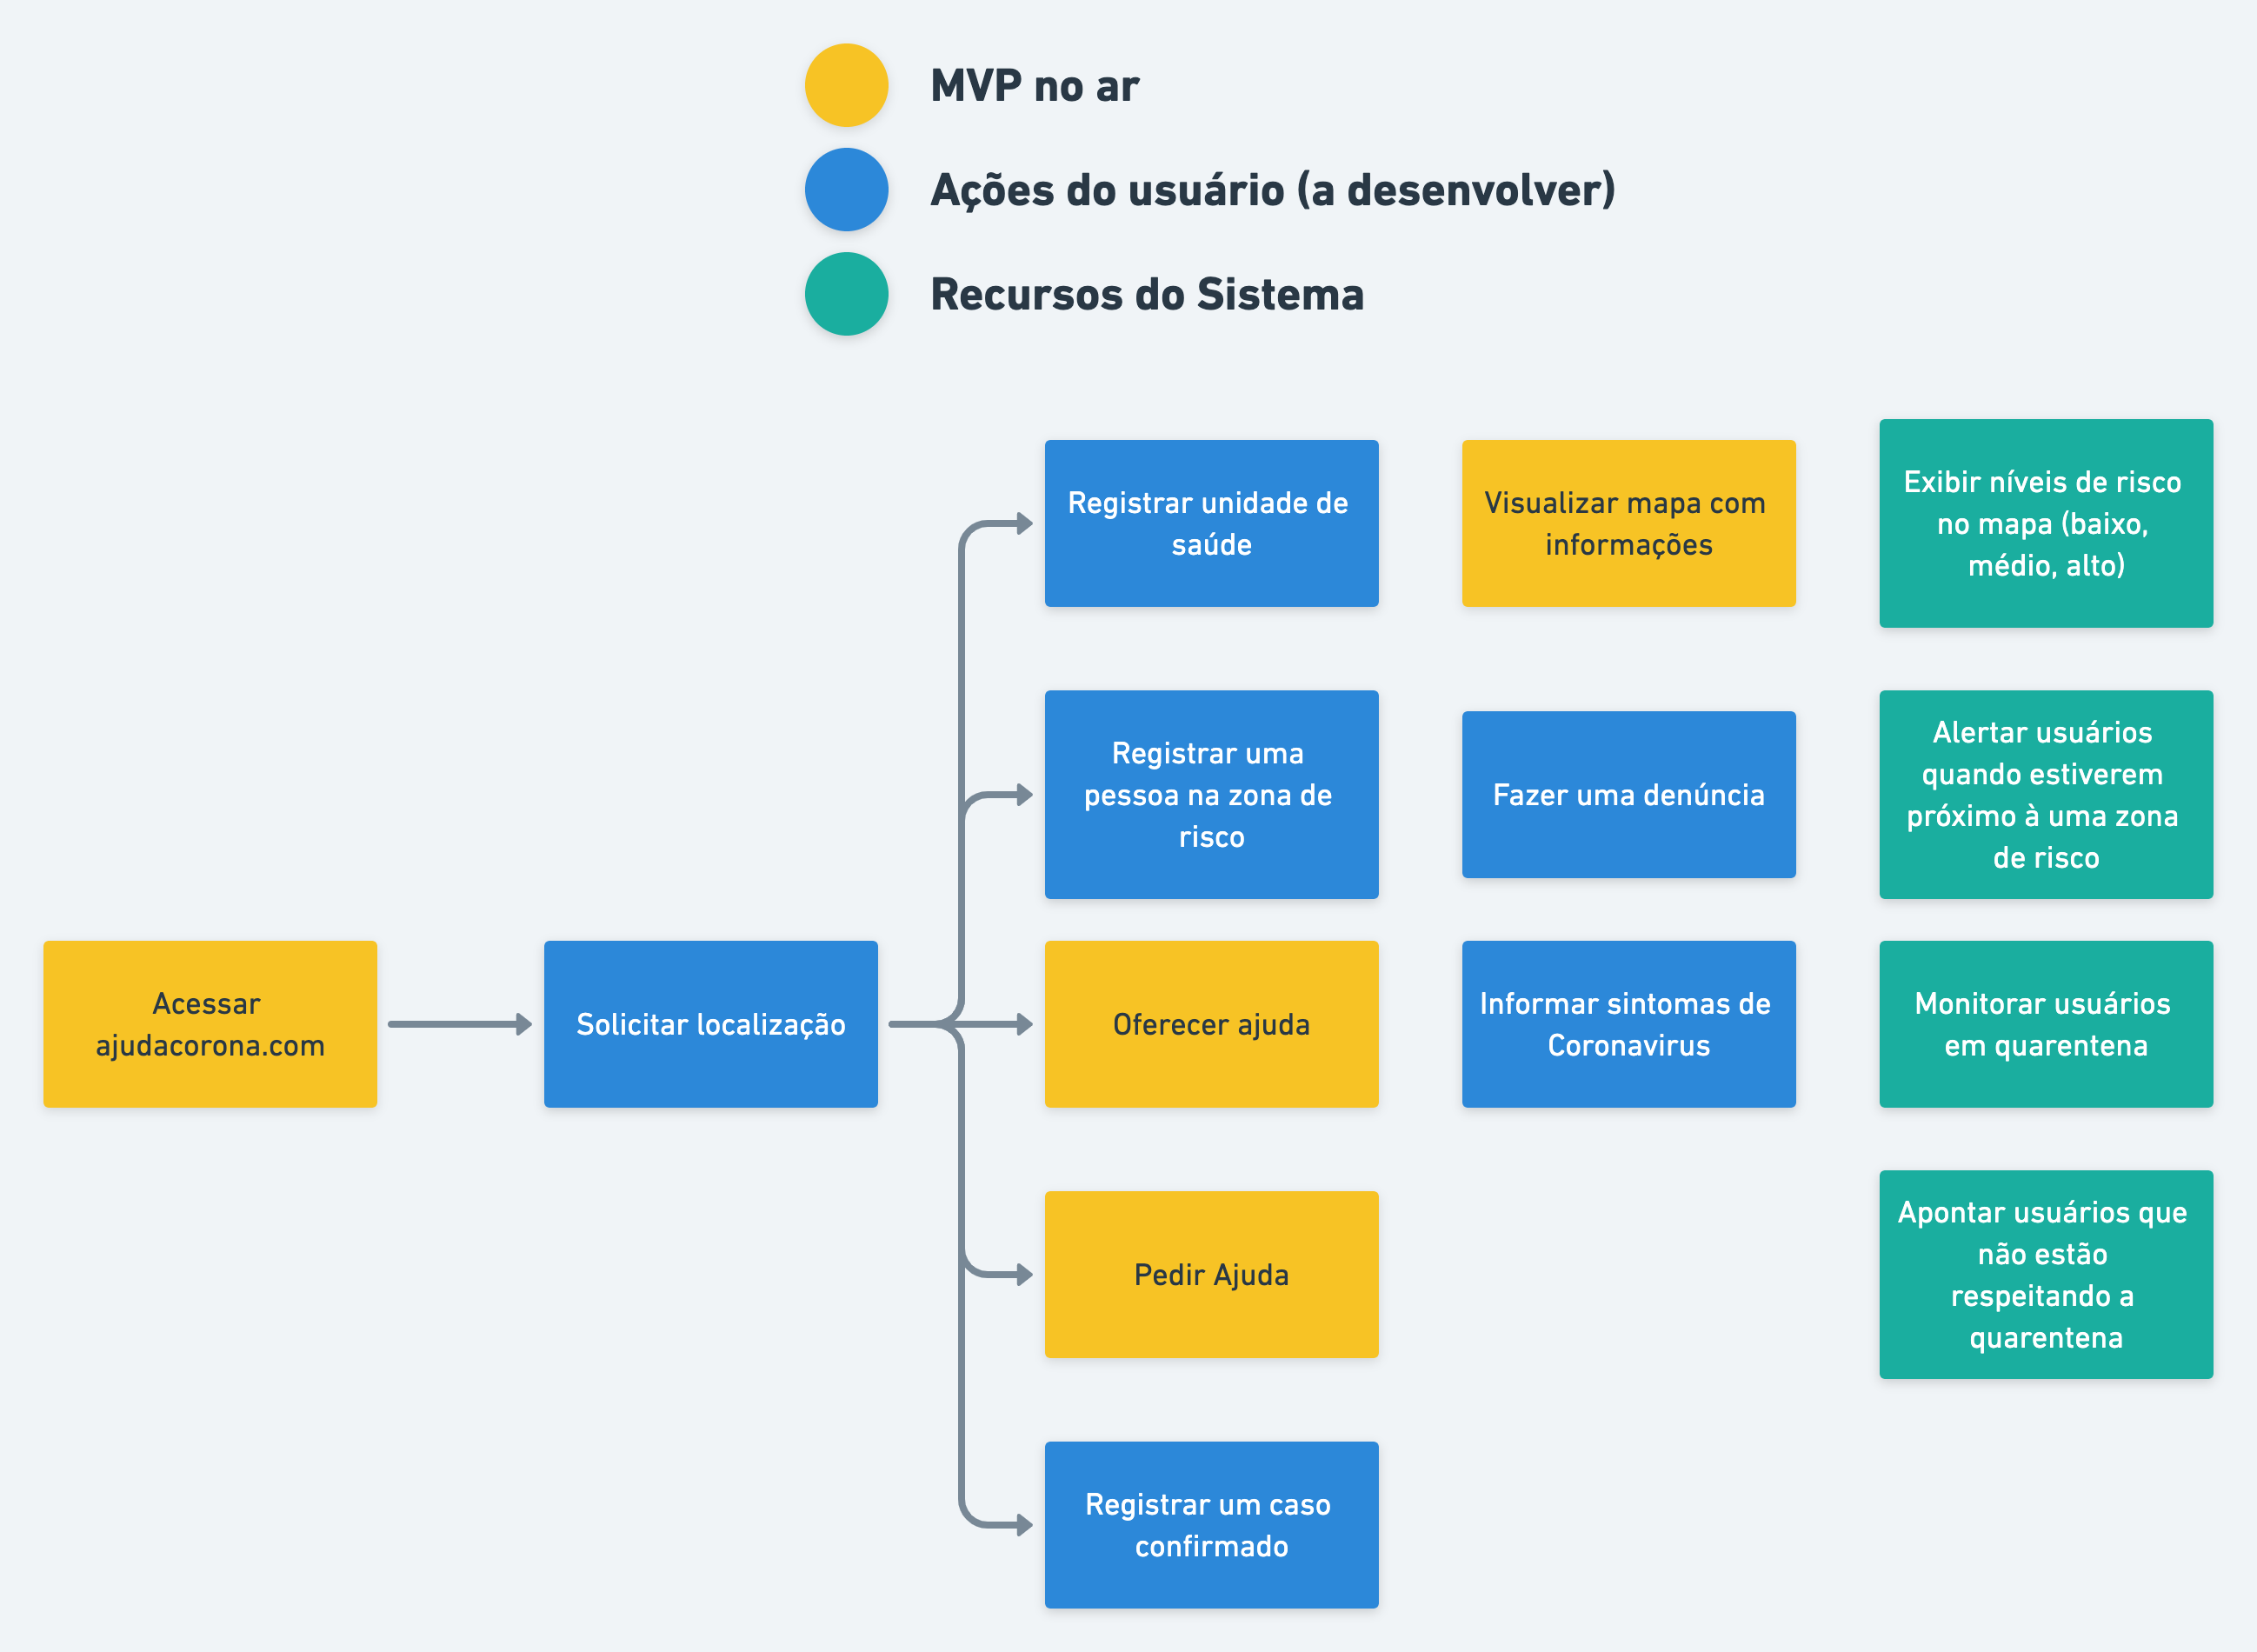 MVP no ar
Ações do usuário (a desenvolver)
Recursos do Sistema
Acessar
ajudacorona.com
Solicitar localização
Registrar unidade de
saúde
Registrar uma
pessoa na zona de
risco
Oferecer ajuda
Pedir Ajuda
Registrar um caso
confirmado
Visualizar mapa com
informações
Fazer uma denúncia
Informar sintomas de
Coronavirus
Exibir níveis de risco
no mapa (baixo,
médio, alto)
Alertar usuários
quando estiverem
próximo à uma zona
de risco
Monitorar usuários
em quarentena
Apontar usuários que
não estão
respeitando a
quarentena